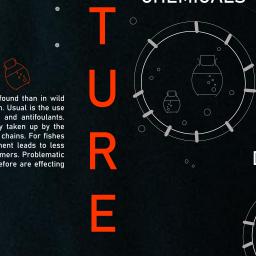 CHEMICALS
T
U
R
E
found than in wild
n. Usual is the use
and antifoulants.
y taken up by the
chains. For fishes
ment leads to less
mers. Problematic
efore are effecting